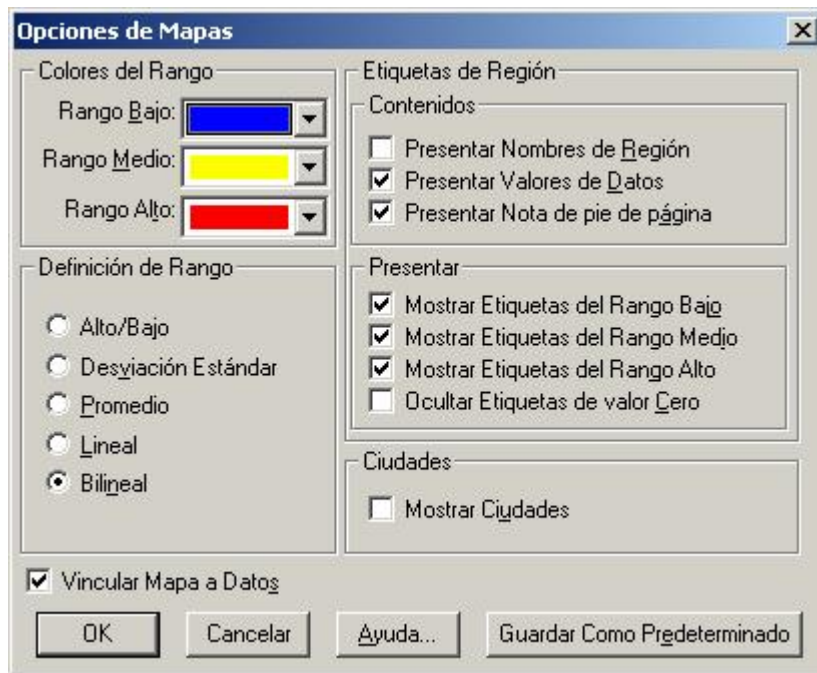 Opciones de Mapas
Colores del Rango
Rango Bajo:
Rango Medio:
Rango Alto:
Definición de Rango
Alto/Bajo
Desviación Estándar
Promedio
Lineal
Bilineal
Etiquetas de Región
Contenidos
Presentar Nombres de Región
Presentar Valores de Datos
Presentar Nota de pie de página
Presentar
Mostrar Etiquetas del Rango Bajo
Mostrar Etiquetas del Rango Medio
Mostrar Etiquetas del Rango Alto
Ocultar Etiquetas de valor Cero
Ciudades
Mostrar Ciudades
Vincular Mapa a Datos
OK
Cancelar
Ayuda...
Guardar Como Predeterminado